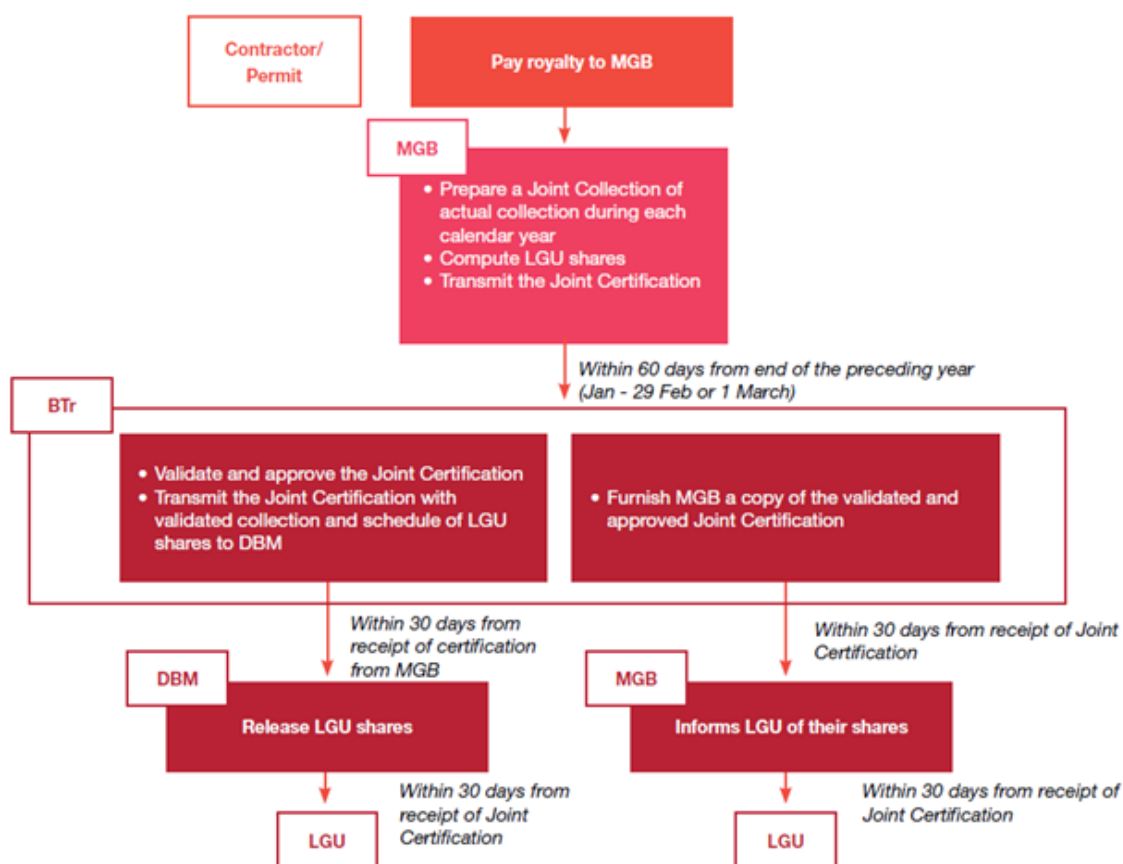 Contractor/
Permit
Pay royalty to MGB
MGB
• Prepare a Joint Collection of
actual collection during each
calendar year
• Compute LGU shares
• Transmit the Joint Certification
Within 60 days from end of the preceding year
(Jan - 29 Feb or 1 March)
BTr
• Validate and approve the Joint Certification
• Transmit the Joint Certification with
validated collection and schedule of LGU
shares to DBM
• Furnish MGB a copy of the validated and
approved Joint Certification
Within 30 days from
receipt of certification
from MGB
Within 30 days from receipt of Joint
Certification
DBM
Release LGU shares
MGB
Informs LGU of their shares
Within 30 days from
receipt of Joint
Certification
Within 30 days from receipt of
Joint Certification
LGU
LGU